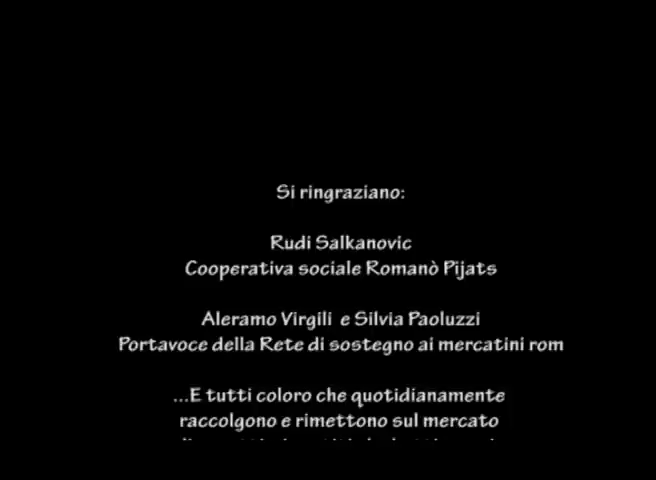 Si ringraziano:
Rudi Salkanovic
Cooperativa sociale Romanò Pijats
Aleramo Virgili e Silvia Paoluzzi
Portavoce della Rete di sostegno ai mercatini rom
...E tutti coloro che quotidianamente
raccolgono e rimettono sul mercato